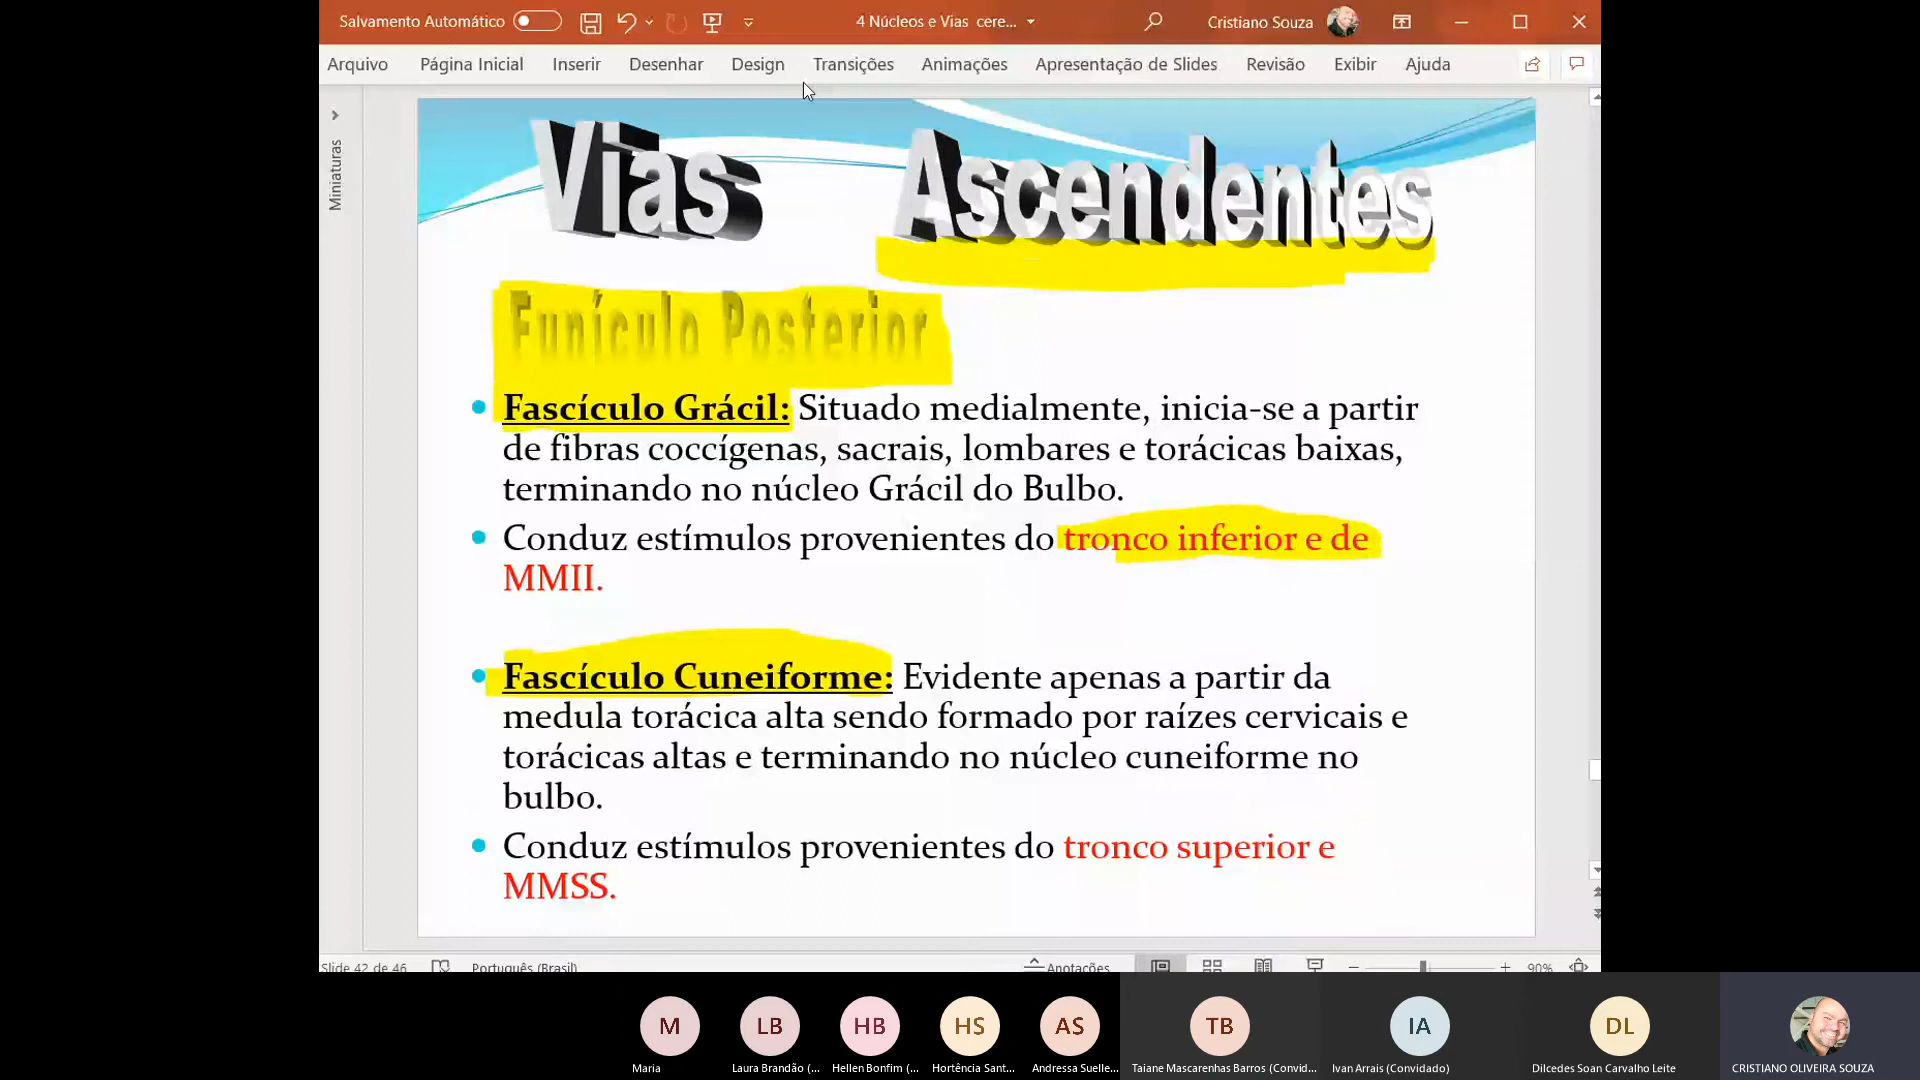 Salvamento Automático
4 Núcleos e Vias cere...
Cristiano Souza
Arquivo Página Inicial Inserir Desenhar Design Transições Animações Apresentação de Slides Revisão Exibir Ajuda
Miniaturas
Vias Ascendentes
Funículo Posterior
Fascículo Grácil: Situado medialmente, inicia-se a partir
de fibras coccígenas, sacrais, lombares e torácicas baixas,
terminando no núcleo Grácil do Bulbo.
Conduz estímulos provenientes do tronco inferior e de
MMII.
Fascículo Cuneiforme: Evidente apenas a partir da
medula torácica alta sendo formado por raízes cervicais e
torácicas altas e terminando no núcleo cuneiforme no
bulbo.
Conduz estímulos provenientes do tronco superior e
MMSS.
Slide 42 de 46 Português (Brasil) Anotações 90%
M LB HB HS AS TB IA DL
Maria Laura Brandão (... Hellen Bonfim (... Hortência Sant... Andressa Suelle... Taiane Mascarenhas Barros (Convid... Ivan Arrais (Convidado) Dilcedes Soan Carvalho Leite CRISTIANO OLIVEIRA SOUZA